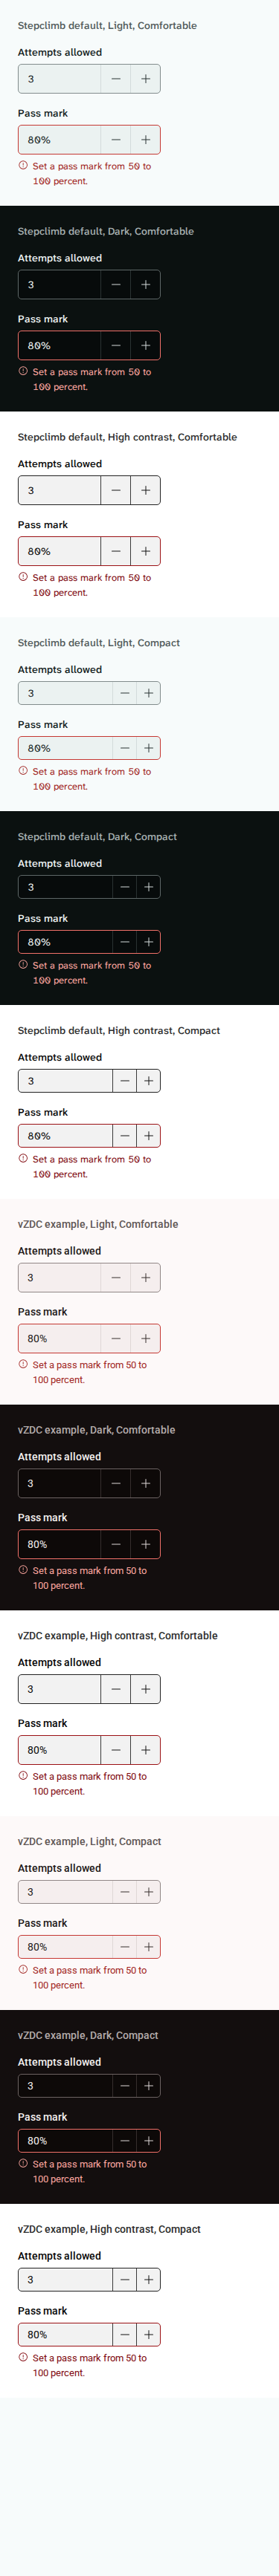 Stepclimb default, Light, Comfortable
Attempts allowed
3
Pass mark
80%
Set a pass mark from 50 to
100 percent.
Stepclimb default, Dark, Comfortable
Attempts allowed
3
Pass mark
80%
Set a pass mark from 50 to
100 percent.
Stepclimb default, High contrast, Comfortable
Attempts allowed
3
Pass mark
80%
Set a pass mark from 50 to
100 percent.
Stepclimb default, Light, Compact
Attempts allowed
3
Pass mark
80%
Set a pass mark from 50 to
100 percent.
Stepclimb default, Dark, Compact
Attempts allowed
3
Pass mark
80%
Set a pass mark from 50 to
100 percent.
Stepclimb default, High contrast, Compact
Attempts allowed
3
Pass mark
80%
Set a pass mark from 50 to
100 percent.
vZDC example, Light, Comfortable
Attempts allowed
3
Pass mark
80%
Set a pass mark from 50 to
100 percent.
vZDC example, Dark, Comfortable
Attempts allowed
3
Pass mark
80%
Set a pass mark from 50 to
100 percent.
vZDC example, High contrast, Comfortable
Attempts allowed
3
Pass mark
80%
Set a pass mark from 50 to
100 percent.
vZDC example, Light, Compact
Attempts allowed
3
Pass mark
80%
Set a pass mark from 50 to
100 percent.
vZDC example, Dark, Compact
Attempts allowed
3
Pass mark
80%
Set a pass mark from 50 to
100 percent.
vZDC example, High contrast, Compact
Attempts allowed
3
Pass mark
80%
Set a pass mark from 50 to
100 percent.